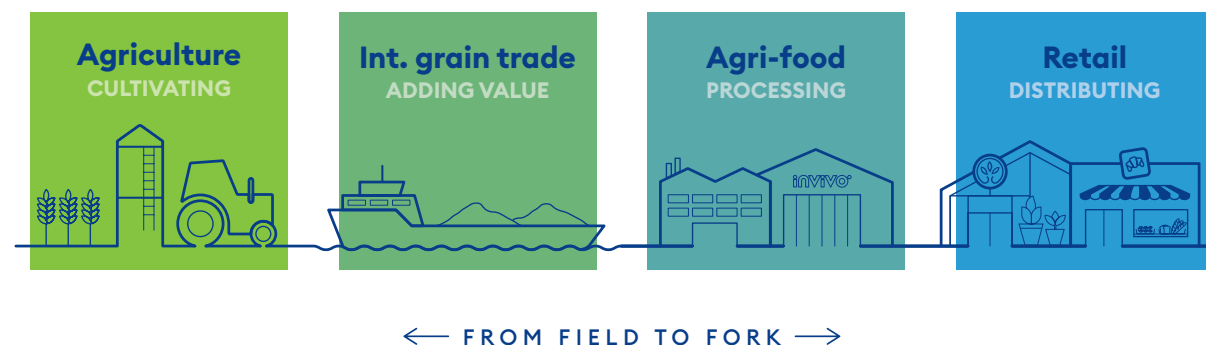 Agriculture
CULTIVATING
Int. grain trade
ADDING VALUE
Agri-food
PROCESSING
invivo
Retail
DISTRIBUTING
FROM FIELD TO FORK